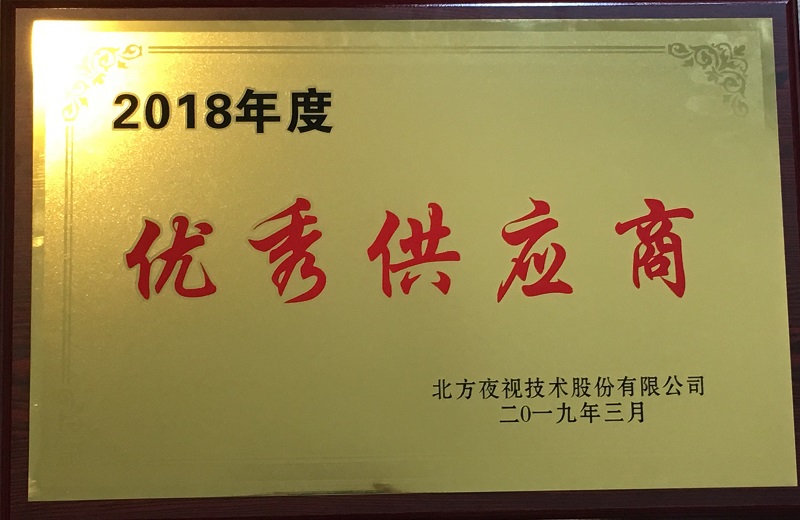 2018年度
优秀供应商
北方夜视技术股份有限公司
二0一九年三月